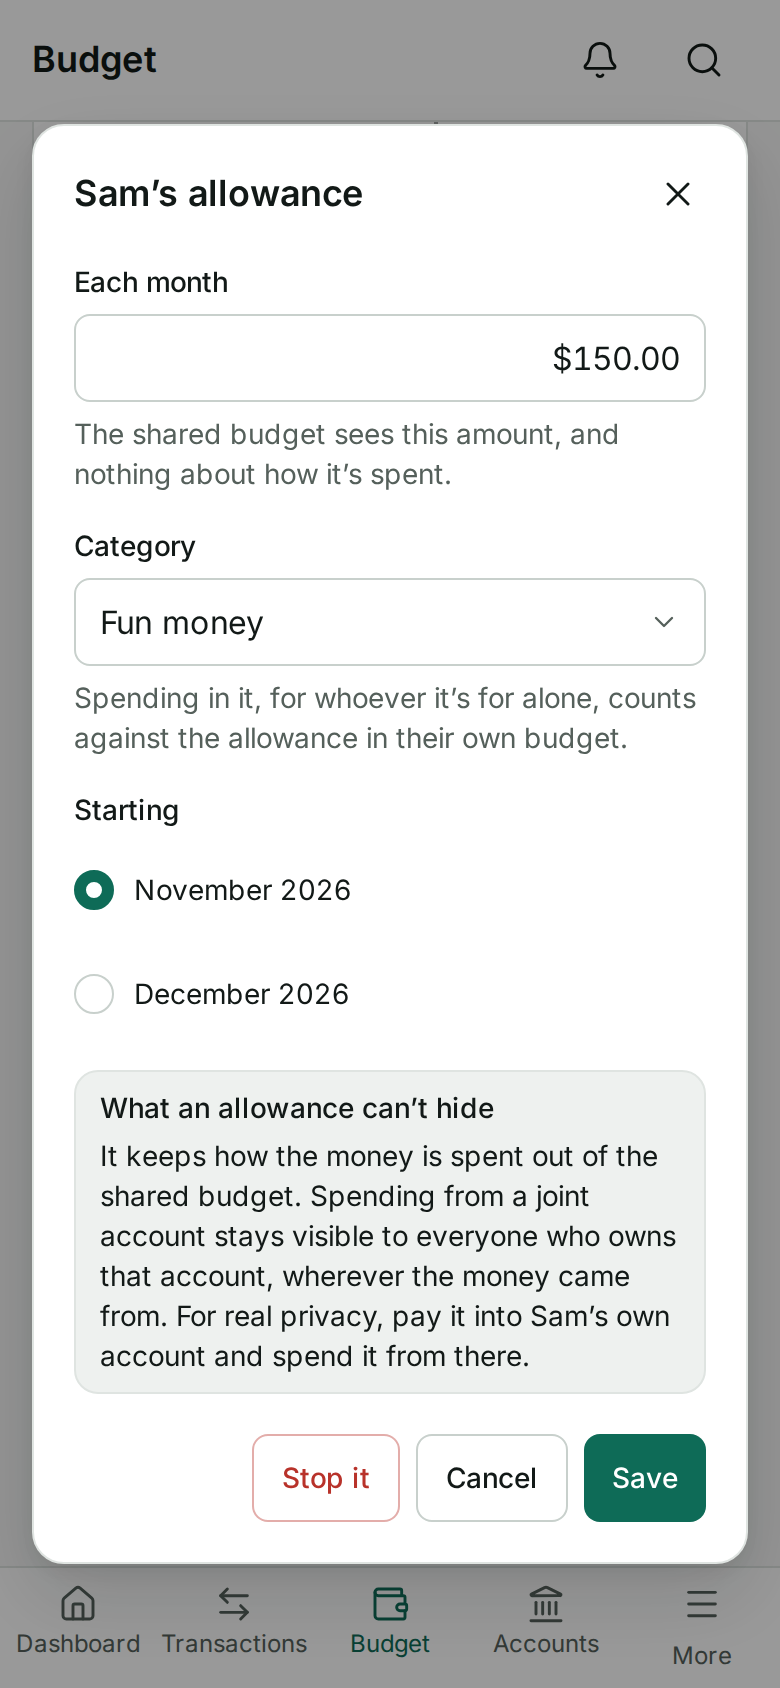 Budget
Sam’s allowance
Each month
$150.00
The shared budget sees this amount, and
nothing about how it’s spent.
Category
Fun money
Spending in it, for whoever it’s for alone, counts
against the allowance in their own budget.
Starting
November 2026
December 2026
What an allowance can’t hide
It keeps how the money is spent out of the
shared budget. Spending from a joint
account stays visible to everyone who owns
that account, wherever the money came
from. For real privacy, pay it into Sam’s own
account and spend it from there.
Stop it Cancel Save
Dashboard Transactions Budget Accounts More